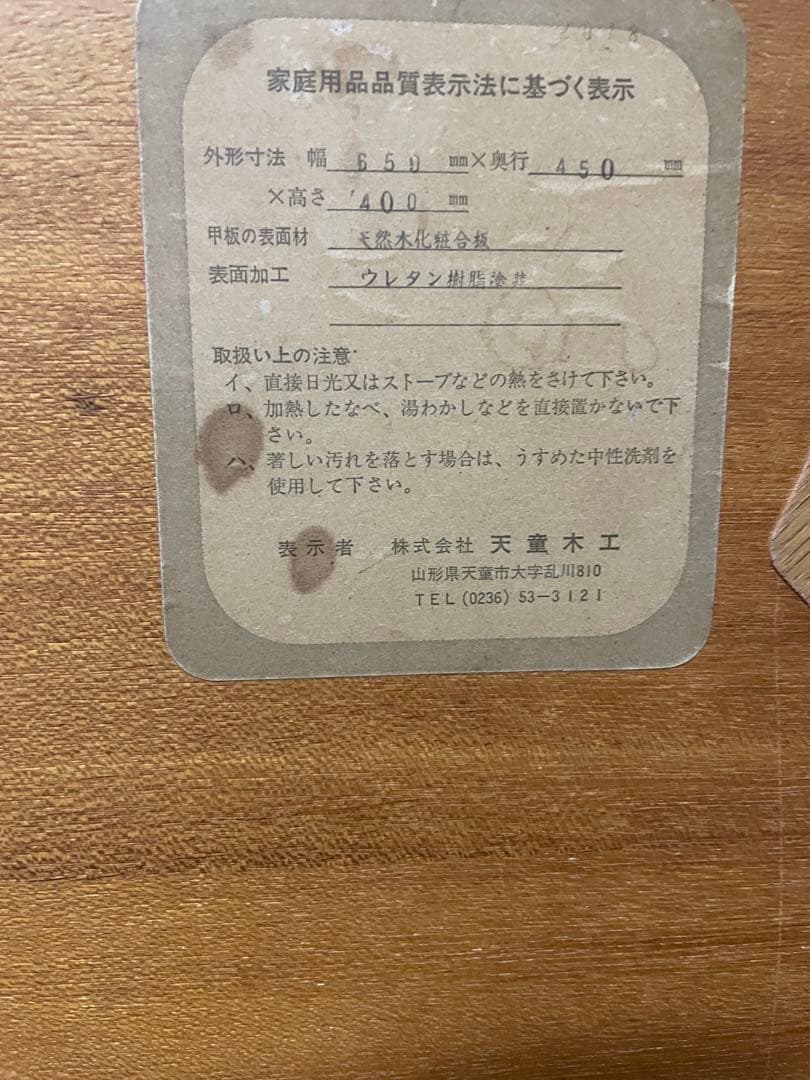 2018
家庭用品品質表示法に基づく表示
外形寸法 幅 650 mm×奥行 450 mm
×高さ 400 mm
甲板の表面材 天然木化粧合板
表面加工 ウレタン樹脂塗装
取扱い上の注意
イ、直接日光又はストーブなどの熱をさけて下さい。
ロ、加熱したなべ、湯わかしなどを直接置かないで下
さい。
ハ、著しい汚れを落とす場合は、うすめた中性洗剤を
使用して下さい。
表示者 株式会社 天童木工
山形県天童市大字乱川810
TEL(0236) 53-3121